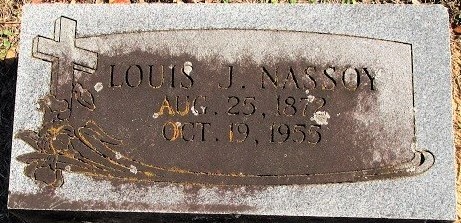 LOUIS J. NASSOY
AUG. 25, 1872
OCT. 19, 1955